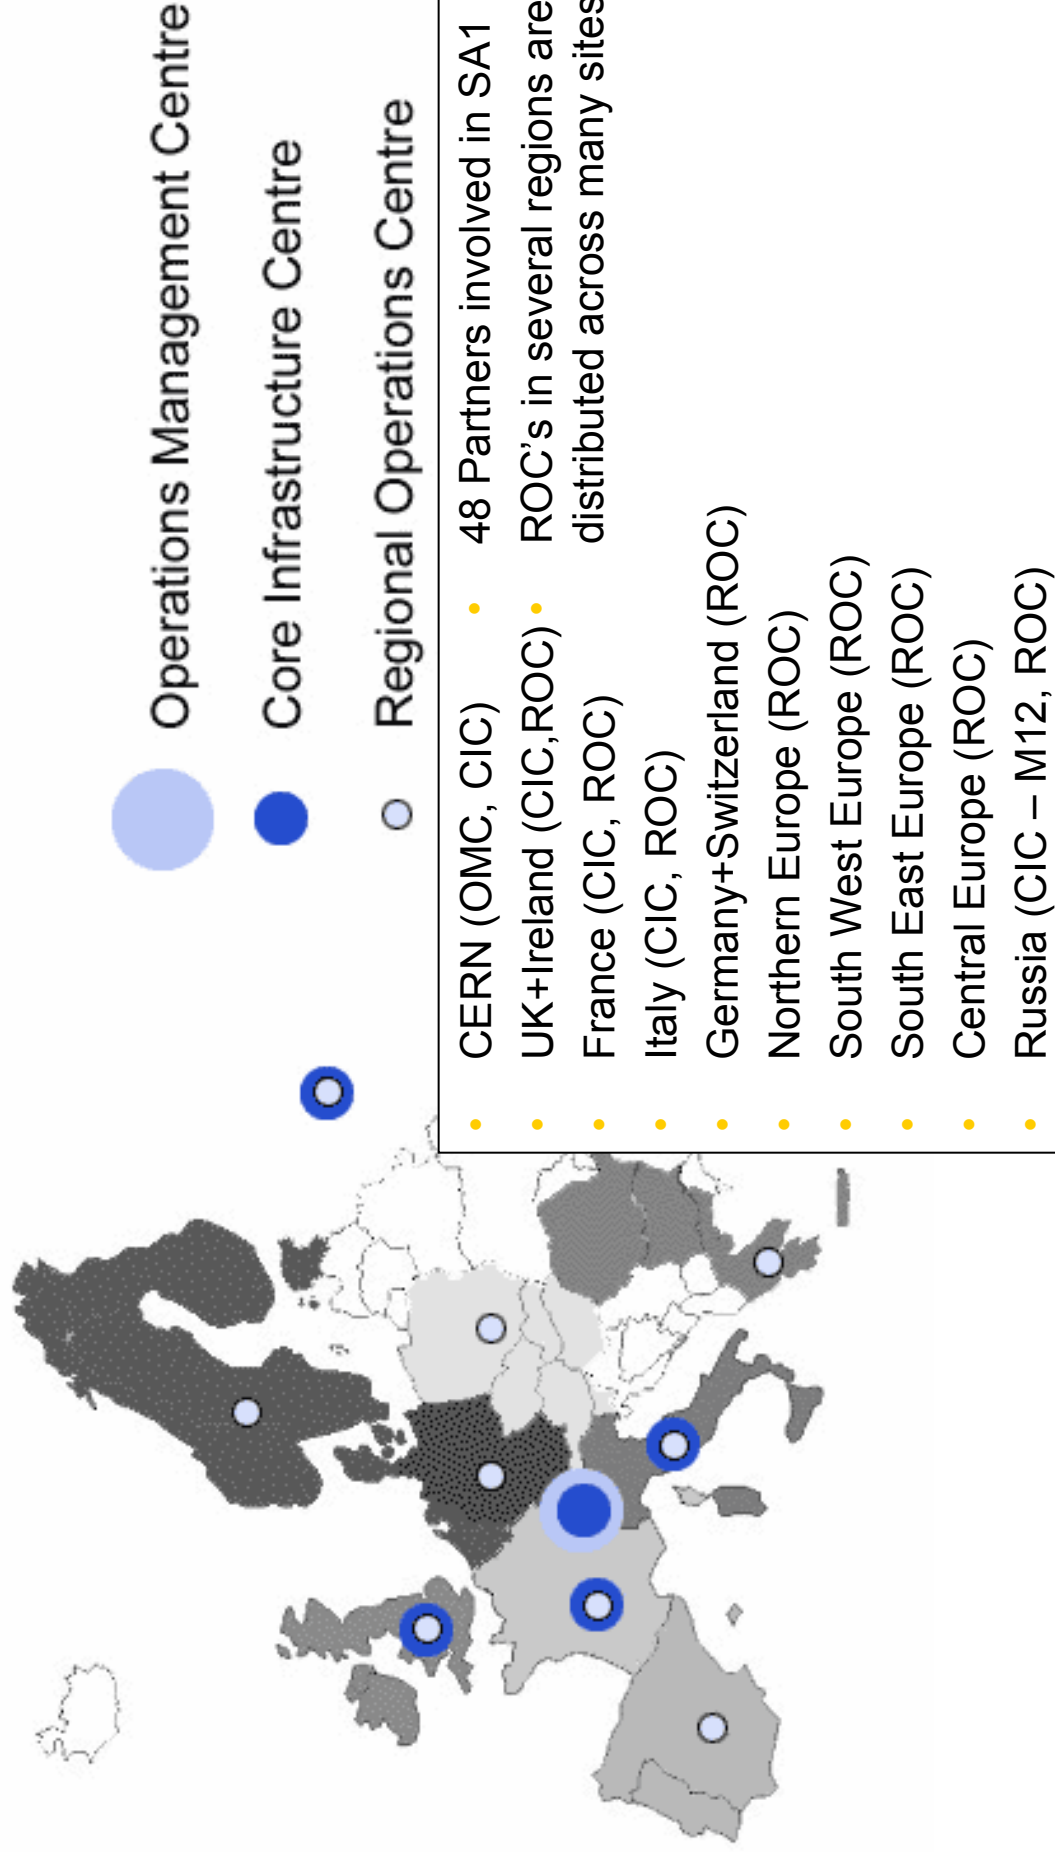 Operations Management Centre
Core Infrastructure Centre
Regional Operations Centre
CERN (OMC, CIC)
UK+Ireland (CIC,ROC)
France (CIC, ROC)
Italy (CIC, ROC)
Germany+Switzerland (ROC)
Northern Europe (ROC)
South West Europe (ROC)
South East Europe (ROC)
Central Europe (ROC)
Russia (CIC – M12, ROC)
48 Partners involved in SA1
ROC’s in several regions are
distributed across many sites